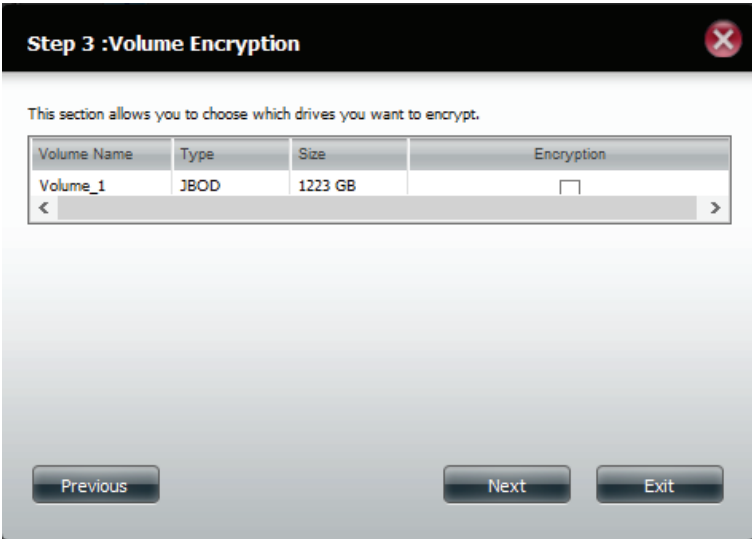 Step 3 :Volume Encryption
This section allows you to choose which drives you want to encrypt.
Volume Name Type Size Encryption
Volume_1 JBOD 1223 GB
Previous Next Exit